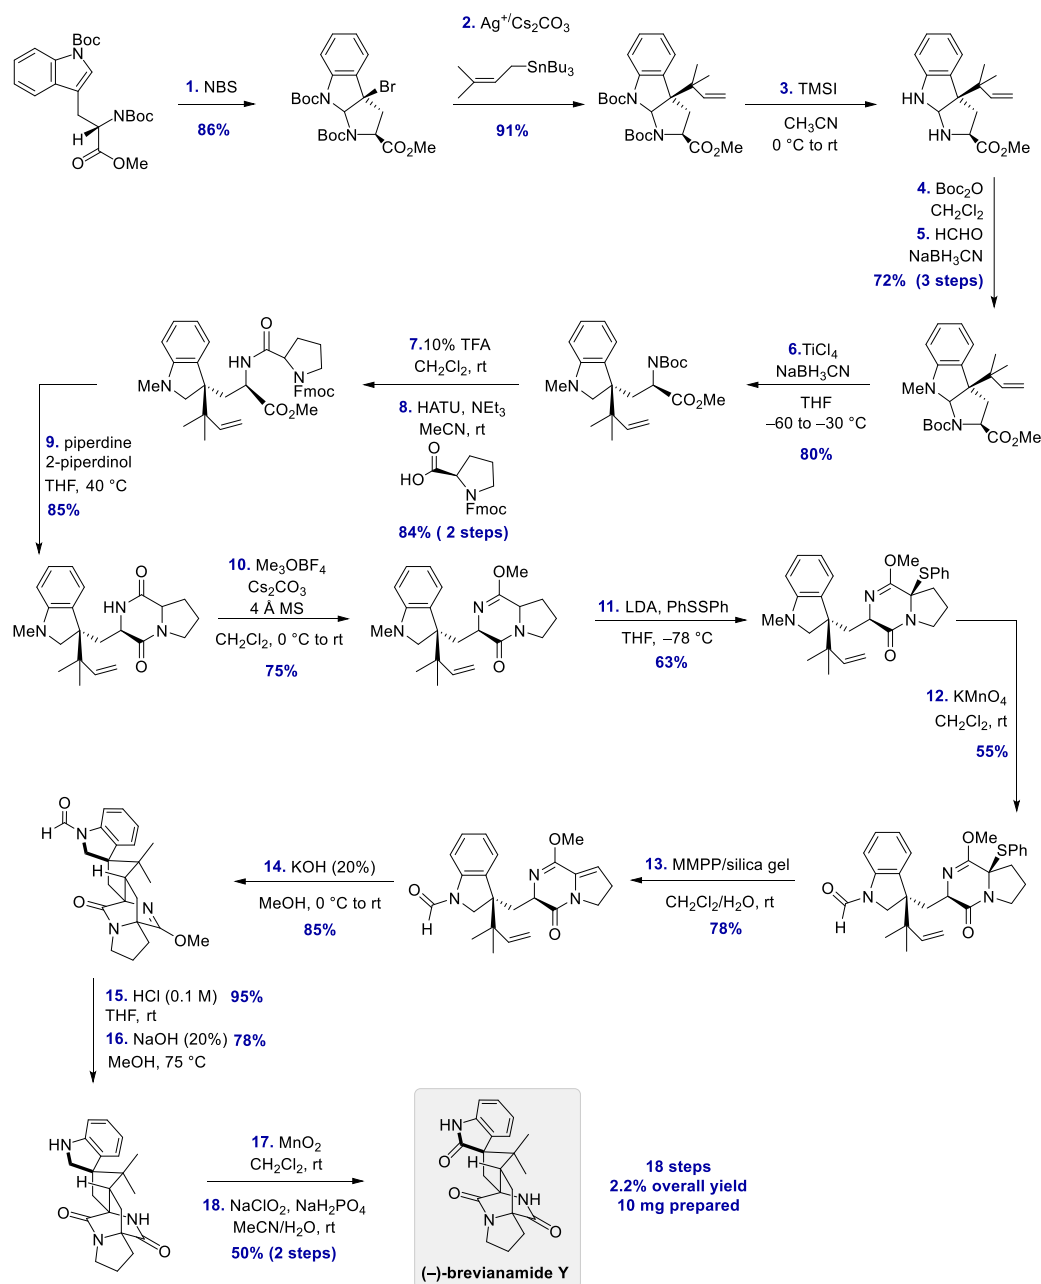 Boc
N
NBoc
H
O
OMe
1. NBS
86%
BocN
Br
BocN
CO2Me
2. Ag+/Cs2CO3
SnBu3
91%
BocN
BocN
CO2Me
3. TMSI
CH3CN
0 °C to rt
HN
HN
CO2Me
4. Boc2O
CH2Cl2
5. HCHO
NaBH3CN
72% (3 steps)
MeN
BocN
CO2Me
6.TiCl4
NaBH3CN
THF
–60 to –30 °C
80%
NBoc
MeN
CO2Me
7.10% TFA
CH2Cl2, rt
8. HATU, NEt3
MeCN, rt
O
HO
N
Fmoc
84% ( 2 steps)
O
HN
N
Fmoc
MeN
CO2Me
9. piperdine
2-piperdinol
THF, 40 °C
85%
O
HN
N
MeN
O
10. Me3OBF4
Cs2CO3
4 Å MS
CH2Cl2, 0 °C to rt
75%
OMe
N
N
MeN
O
11. LDA, PhSSPh
THF, –78 °C
63%
OMe
SPh
N
N
MeN
O
12. KMnO4
CH2Cl2, rt
55%
OMe
SPh
N
N
O
N
O
H
13. MMPP/silica gel
CH2Cl2/H2O, rt
78%
OMe
N
N
O
N
O
H
14. KOH (20%)
MeOH, 0 °C to rt
85%
O
H
N
H
O
N
N
OMe
15. HCl (0.1 M) 95%
THF, rt
16. NaOH (20%) 78%
MeOH, 75 °C
HN
H
O
NH
N
O
17. MnO2
CH2Cl2, rt
18. NaClO2, NaH2PO4
MeCN/H2O, rt
50% (2 steps)
HN
O
H
O
NH
N
O
(–)-brevianamide Y
18 steps
2.2% overall yield
10 mg prepared